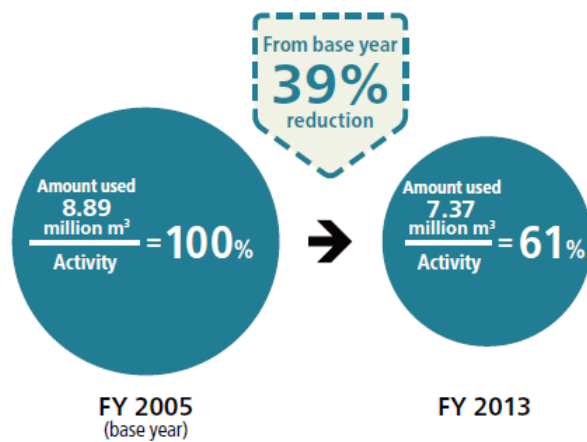 From base year
39%
reduction
Amount used
8.89
million m³
Activity
=100%
Amount used
7.37
million m³
Activity
=61%
FY 2005
(base year)
FY 2013